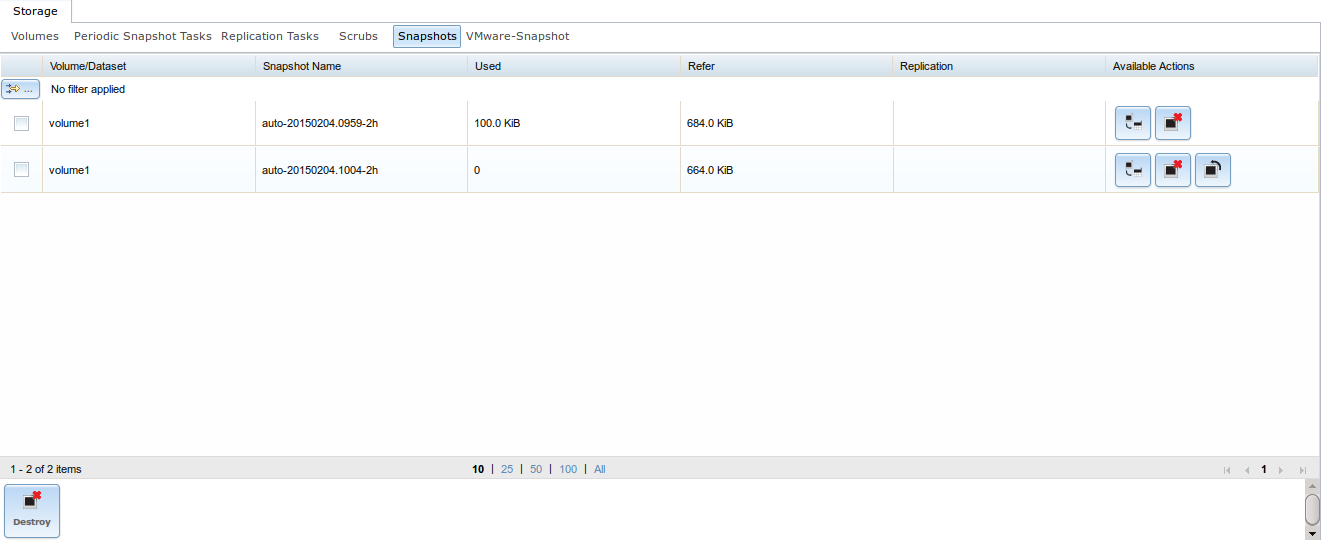 Storage
Volumes Periodic Snapshot Tasks Replication Tasks Scrubs Snapshots VMware-Snapshot
Volume/Dataset Snapshot Name Used Refer Replication Available Actions
... No filter applied
volume1 auto-20150204.0959-2h 100.0 KiB 684.0 KiB
volume1 auto-20150204.1004-2h 0 664.0 KiB
1 - 2 of 2 items 10 | 25 | 50 | 100 | All 1
Destroy